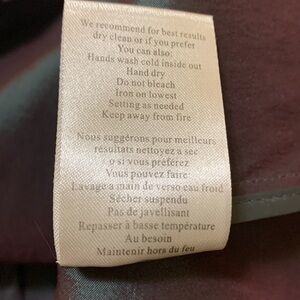 We recommend for best results
dry clean or if you prefer
You can also:
Hands wash cold inside out
Hand dry
Do not bleach
Iron on lowest
Setting as needed
Keep away from fire
Nous suggérons pour meilleurs
résultats nettoyez a sec
o si vous préférez
Vous pouvez faire:
Lavage a main de verso eau froid
Sécher suspendu
Pas de javellisant
Repasser à basse température
Au besoin
Maintenir hors du feu